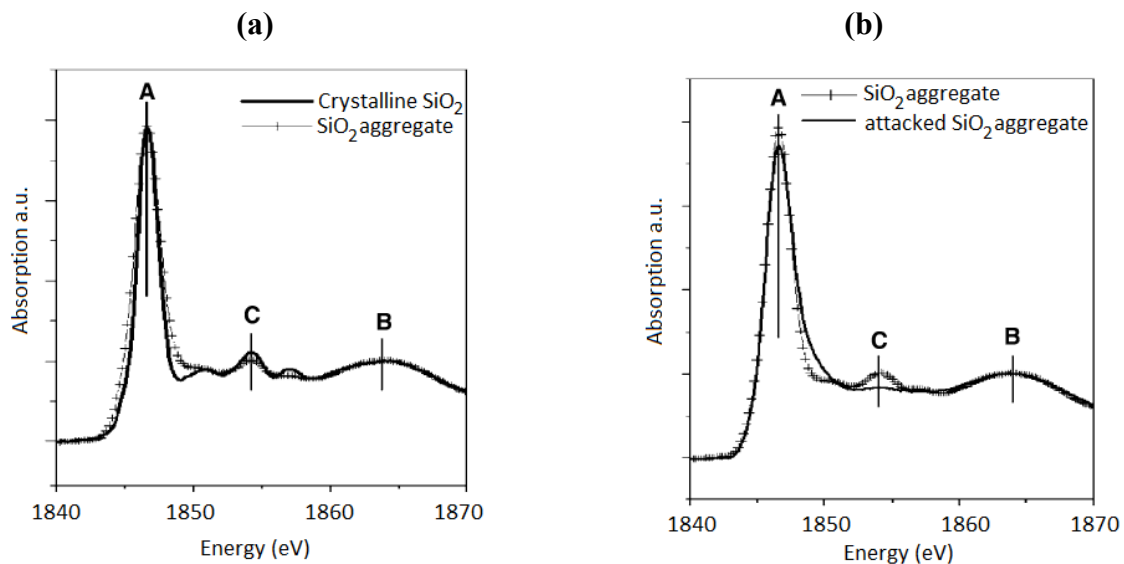 (a)
A
Crystalline SiO₂
SiO₂ aggregate
C
B
Absorption a.u.
1840
1850
1860
1870
Energy (eV)
(b)
A
SiO₂ aggregate
attacked SiO₂ aggregate
C
B
Absorption a.u.
1840
1850
1860
1870
Energy (eV)